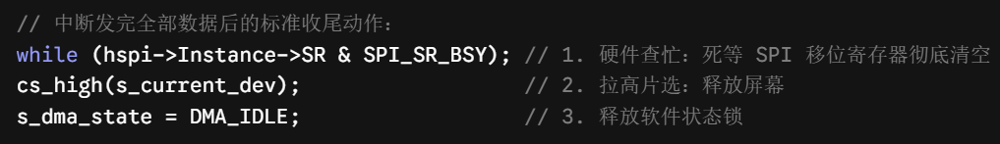 // 中断发完全部数据后的标准收尾动作：
while (hspi->Instance->SR & SPI_SR_BSY); // 1. 硬件查忙：死等 SPI 移位寄存器彻底清空
cs_high(s_current_dev); // 2. 拉高片选：释放屏幕
s_dma_state = DMA_IDLE; // 3. 释放软件状态锁